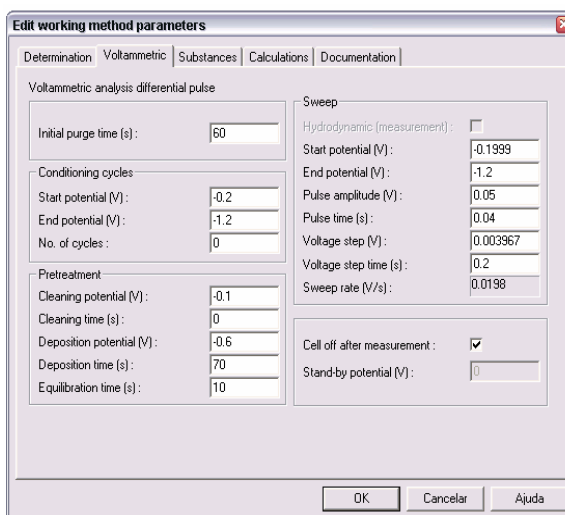 Edit working method parameters
Determination Voltammetric Substances Calculations Documentation
Voltammetric analysis differential pulse
Initial purge time (s) : 60
Conditioning cycles
Start potential (V) : -0.2
End potential (V) : -1.2
No. of cycles : 0
Pretreatment
Cleaning potential (V) : -0.1
Cleaning time (s) : 0
Deposition potential (V) : -0.6
Deposition time (s) : 70
Equilibration time (s) : 10
Sweep
Hydrodynamic (measurement) :
Start potential (V) : -0.1999
End potential (V) : -1.2
Pulse amplitude (V) : 0.05
Pulse time (s) : 0.04
Voltage step (V) : 0.003967
Voltage step time (s) : 0.2
Sweep rate (V/s) : 0.0198
Cell off after measurement :
Stand-by potential (V) : 0
OK Cancelar Ajuda